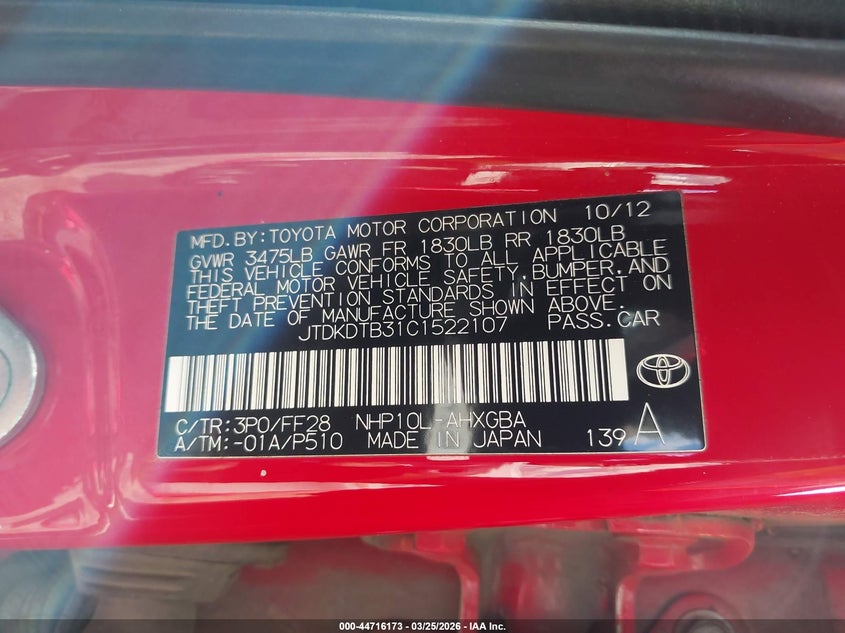 MFD. BY: TOYOTA MOTOR CORPORATION 10/12
GVWR 3475LB GAWR FR 1830LB RR 1830LB
THIS VEHICLE CONFORMS TO ALL APPLICABLE
FEDERAL MOTOR VEHICLE SAFETY, BUMPER, AND
THEFT PREVENTION STANDARDS IN EFFECT ON
THE DATE OF MANUFACTURE SHOWN ABOVE.
JTDKDTB31C1522107 PASS. CAR
C/TR: 3P0/FF28 NHP10L-AHXGBA
A/TM: -01A/P510 MADE IN JAPAN 139 A
000-44716173 - 03/25/2026 - IAA Inc.